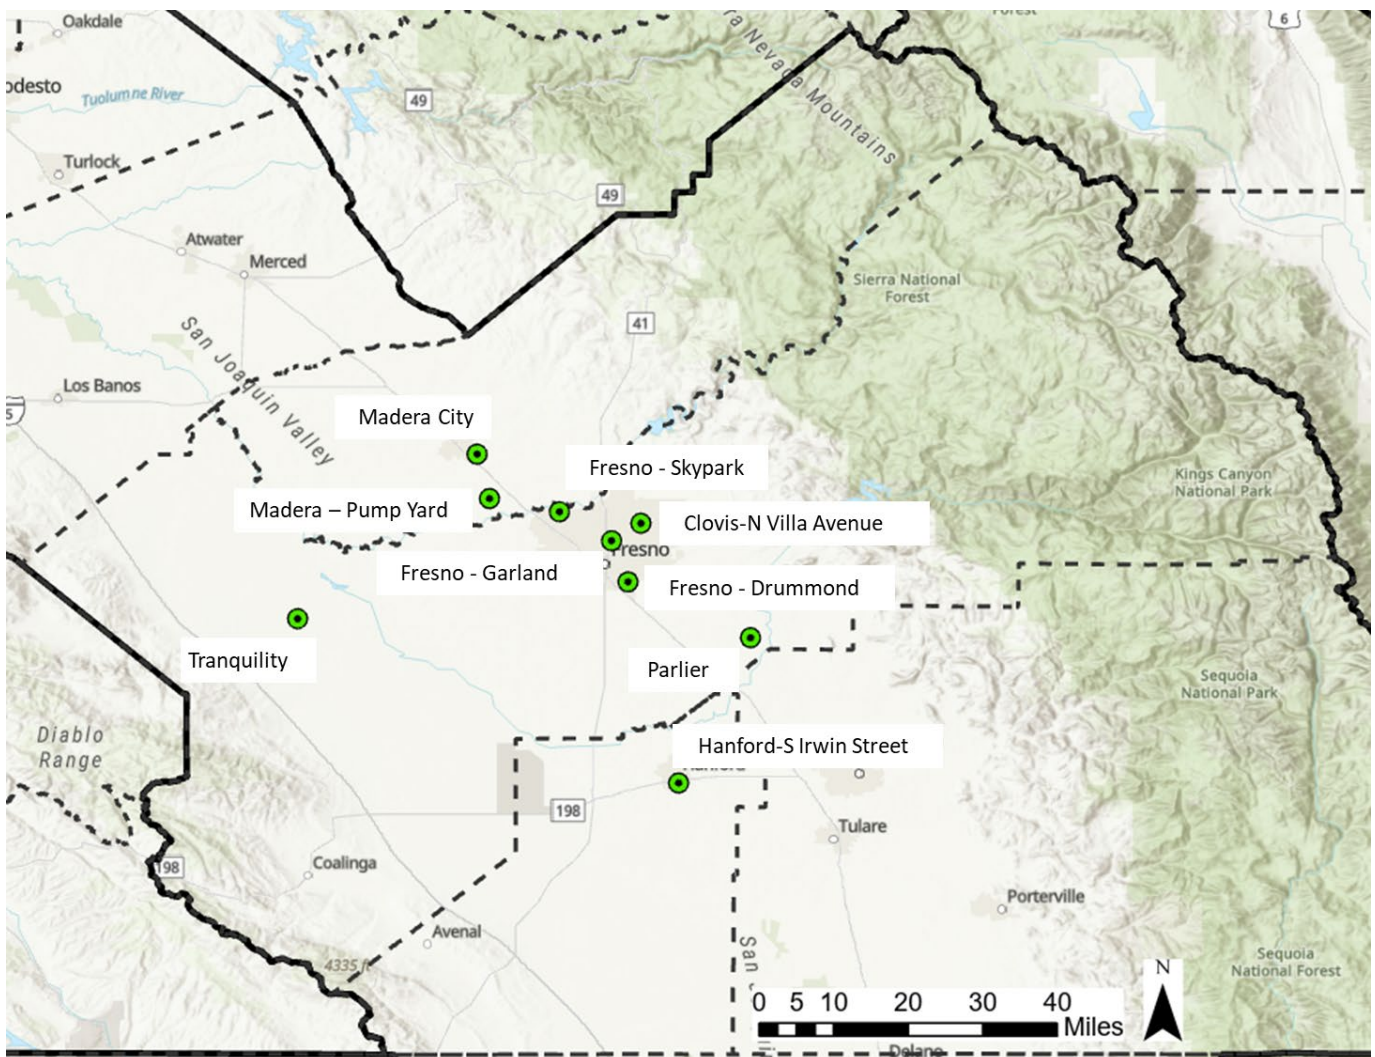 Oakdale
Forest
6
odesto
Tuolumne River
49
ra Nevada Mountains
Turlock
49
Atwater
Merced
Sierra National
Forest
San Joaquin Valley
41
Los Banos
5
Madera City
Fresno - Skypark
Kings Canyon
National Park
Madera – Pump Yard
Clovis-N Villa Avenue
Fresno
Fresno - Garland
Fresno - Drummond
Tranquility
Parlier
Sequoia
National Park
Diablo
Range
Hanford-S Irwin Street
198
Tulare
198
Coalinga
Porterville
Avenal
4335 ft
San
Sequoia
National Forest
N
0 5 10 20 30 40
Miles
Delano